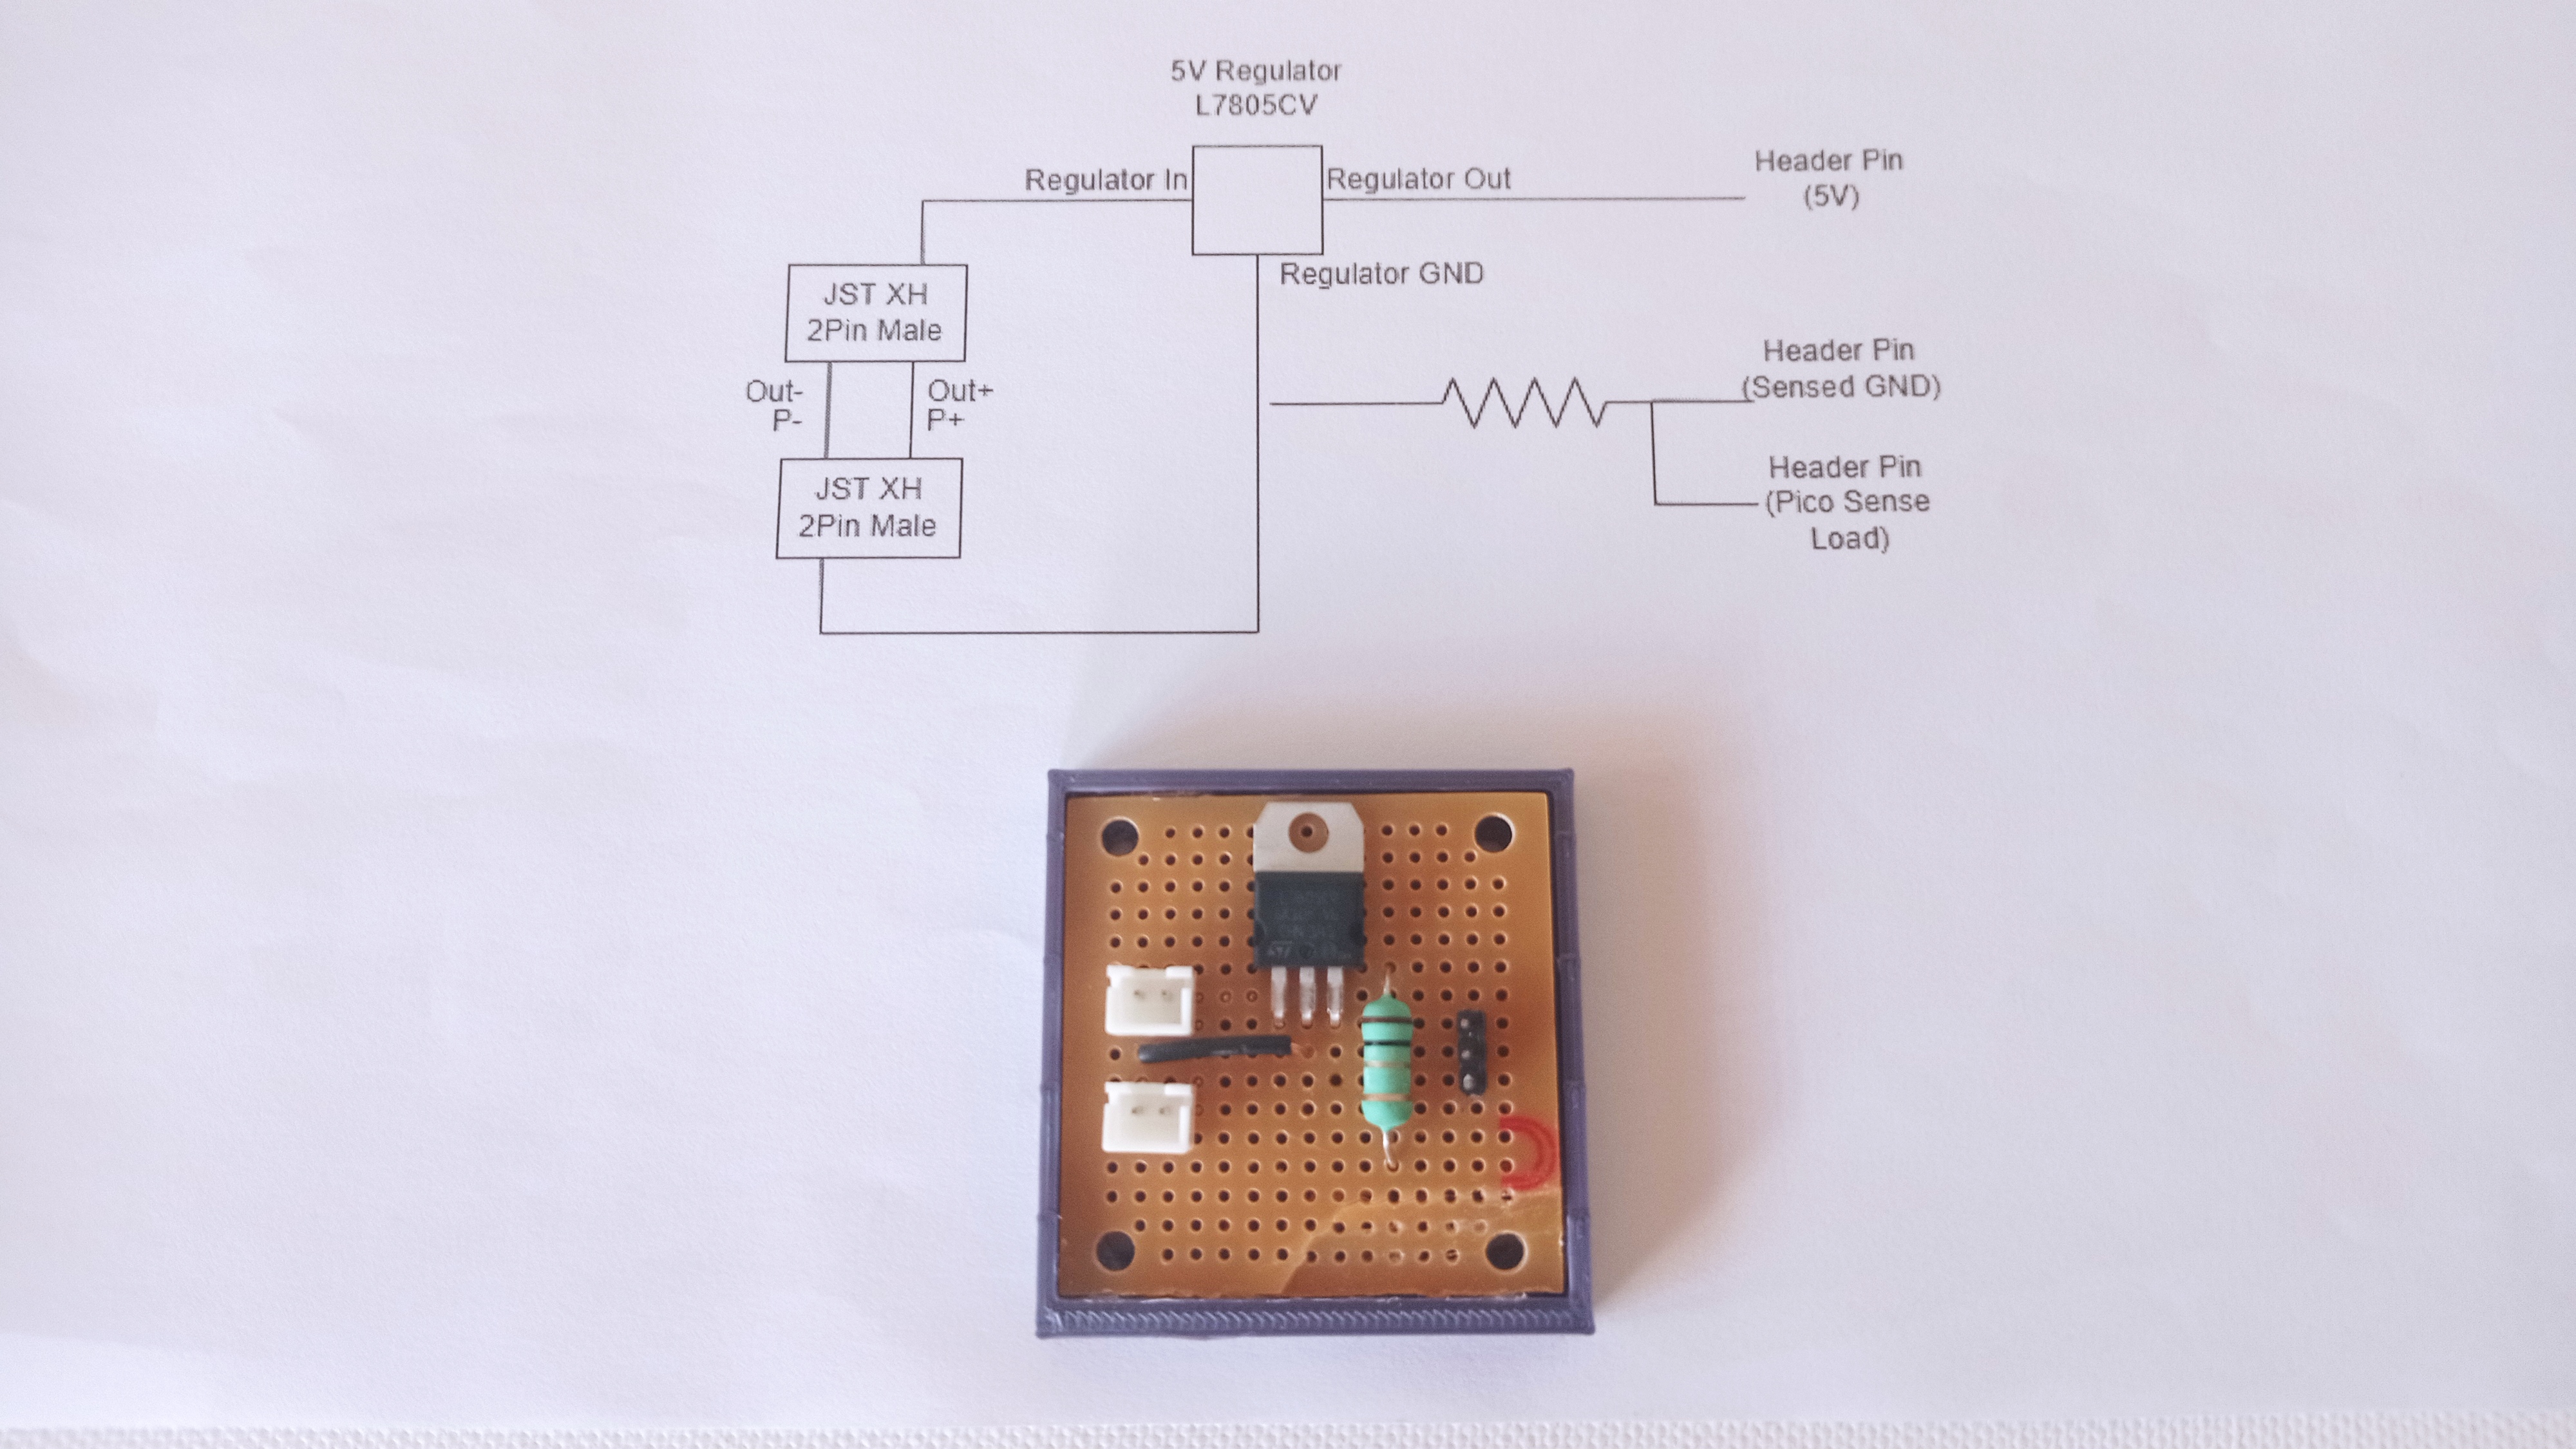 5V Regulator
L7805CV
Regulator In
Regulator Out
Header Pin
(5V)
Regulator GND
JST XH
2Pin Male
Out-
P-
Out+
P+
JST XH
2Pin Male
Header Pin
(Sensed GND)
Header Pin
(Pico Sense
Load)